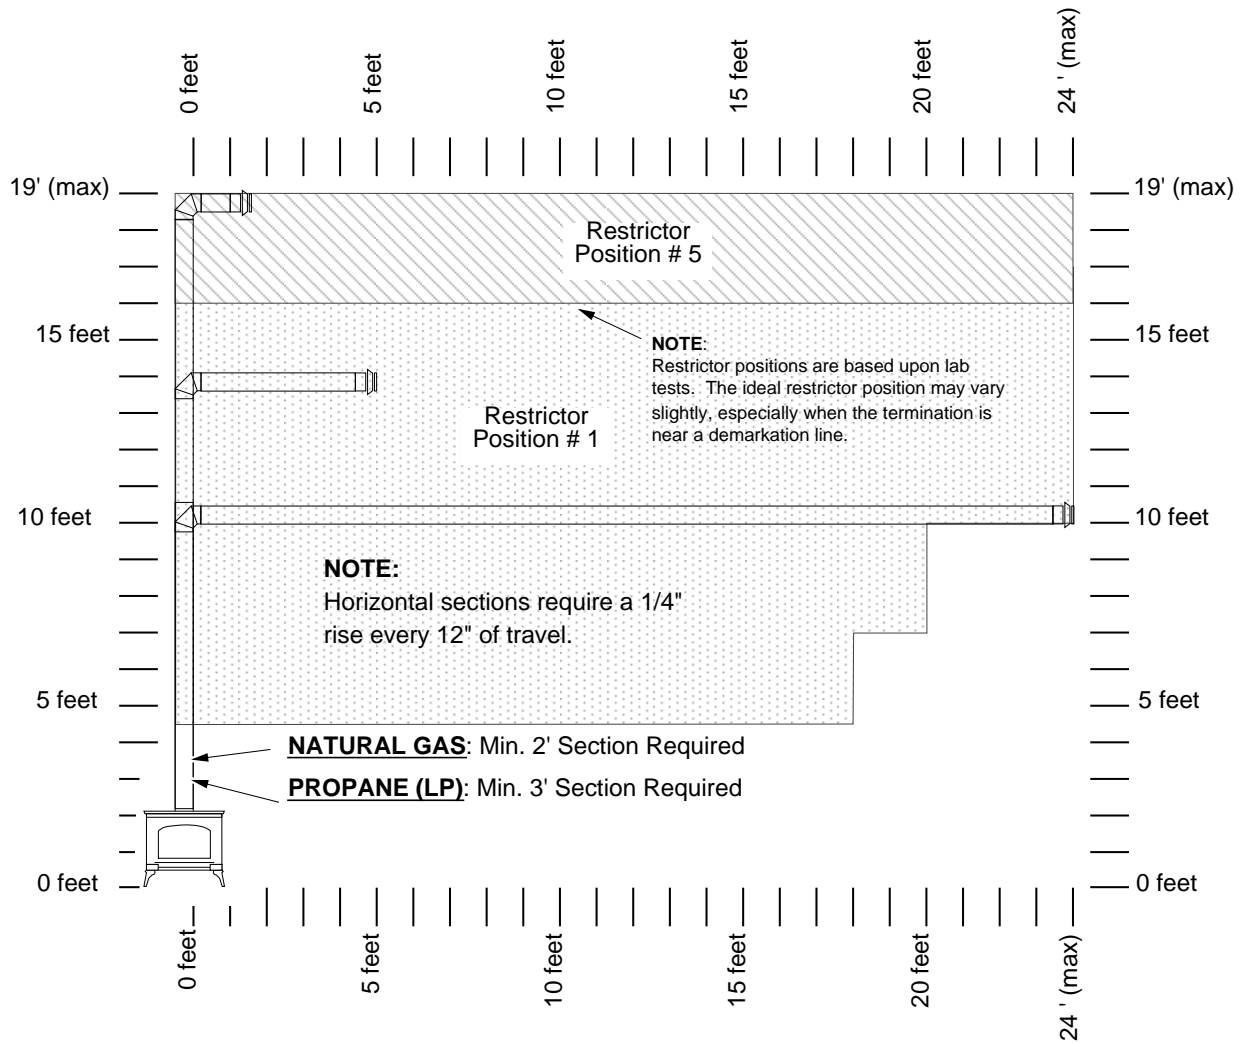 0 feet
5 feet
10 feet
15 feet
20 feet
24 ' (max)
19' (max)
19' (max)
Restrictor
Position # 5
15 feet
15 feet
NOTE:
Restrictor positions are based upon lab
tests. The ideal restrictor position may vary
slightly, especially when the termination is
near a demarkation line.
Restrictor
Position # 1
10 feet
10 feet
NOTE:
Horizontal sections require a 1/4"
rise every 12" of travel.
5 feet
5 feet
NATURAL GAS: Min. 2' Section Required
PROPANE (LP): Min. 3' Section Required
0 feet
0 feet
0 feet
5 feet
10 feet
15 feet
20 feet
24 ' (max)